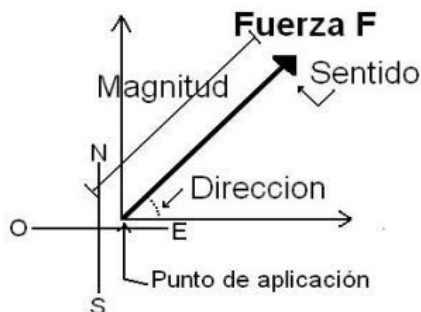 Fuerza F
Magnitud
Sentido
N
Direccion
O
E
Punto de aplicación
S